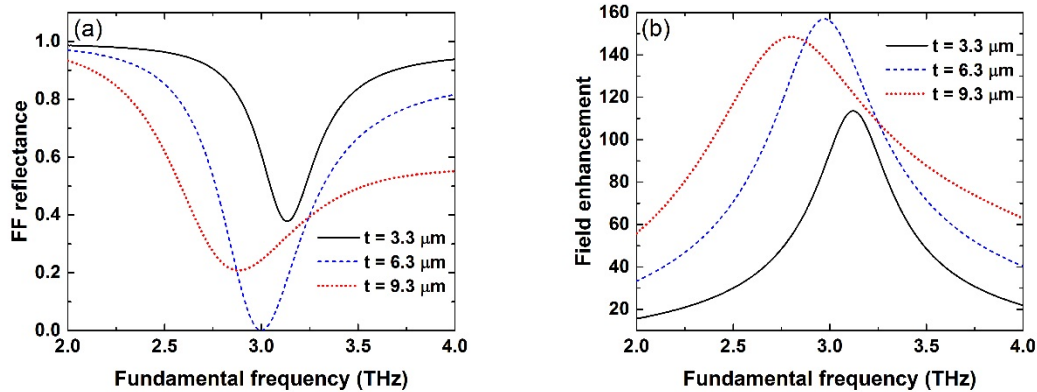 (a)
1.0
0.8
0.6
0.4
0.2
0.0
FF reflectance
t = 3.3 μm
t = 6.3 μm
t = 9.3 μm
2.0 2.5 3.0 3.5 4.0
Fundamental frequency (THz)
(b)
160
140
120
100
80
60
40
20
Field enhancement
t = 3.3 μm
t = 6.3 μm
t = 9.3 μm
2.0 2.5 3.0 3.5 4.0
Fundamental frequency (THz)